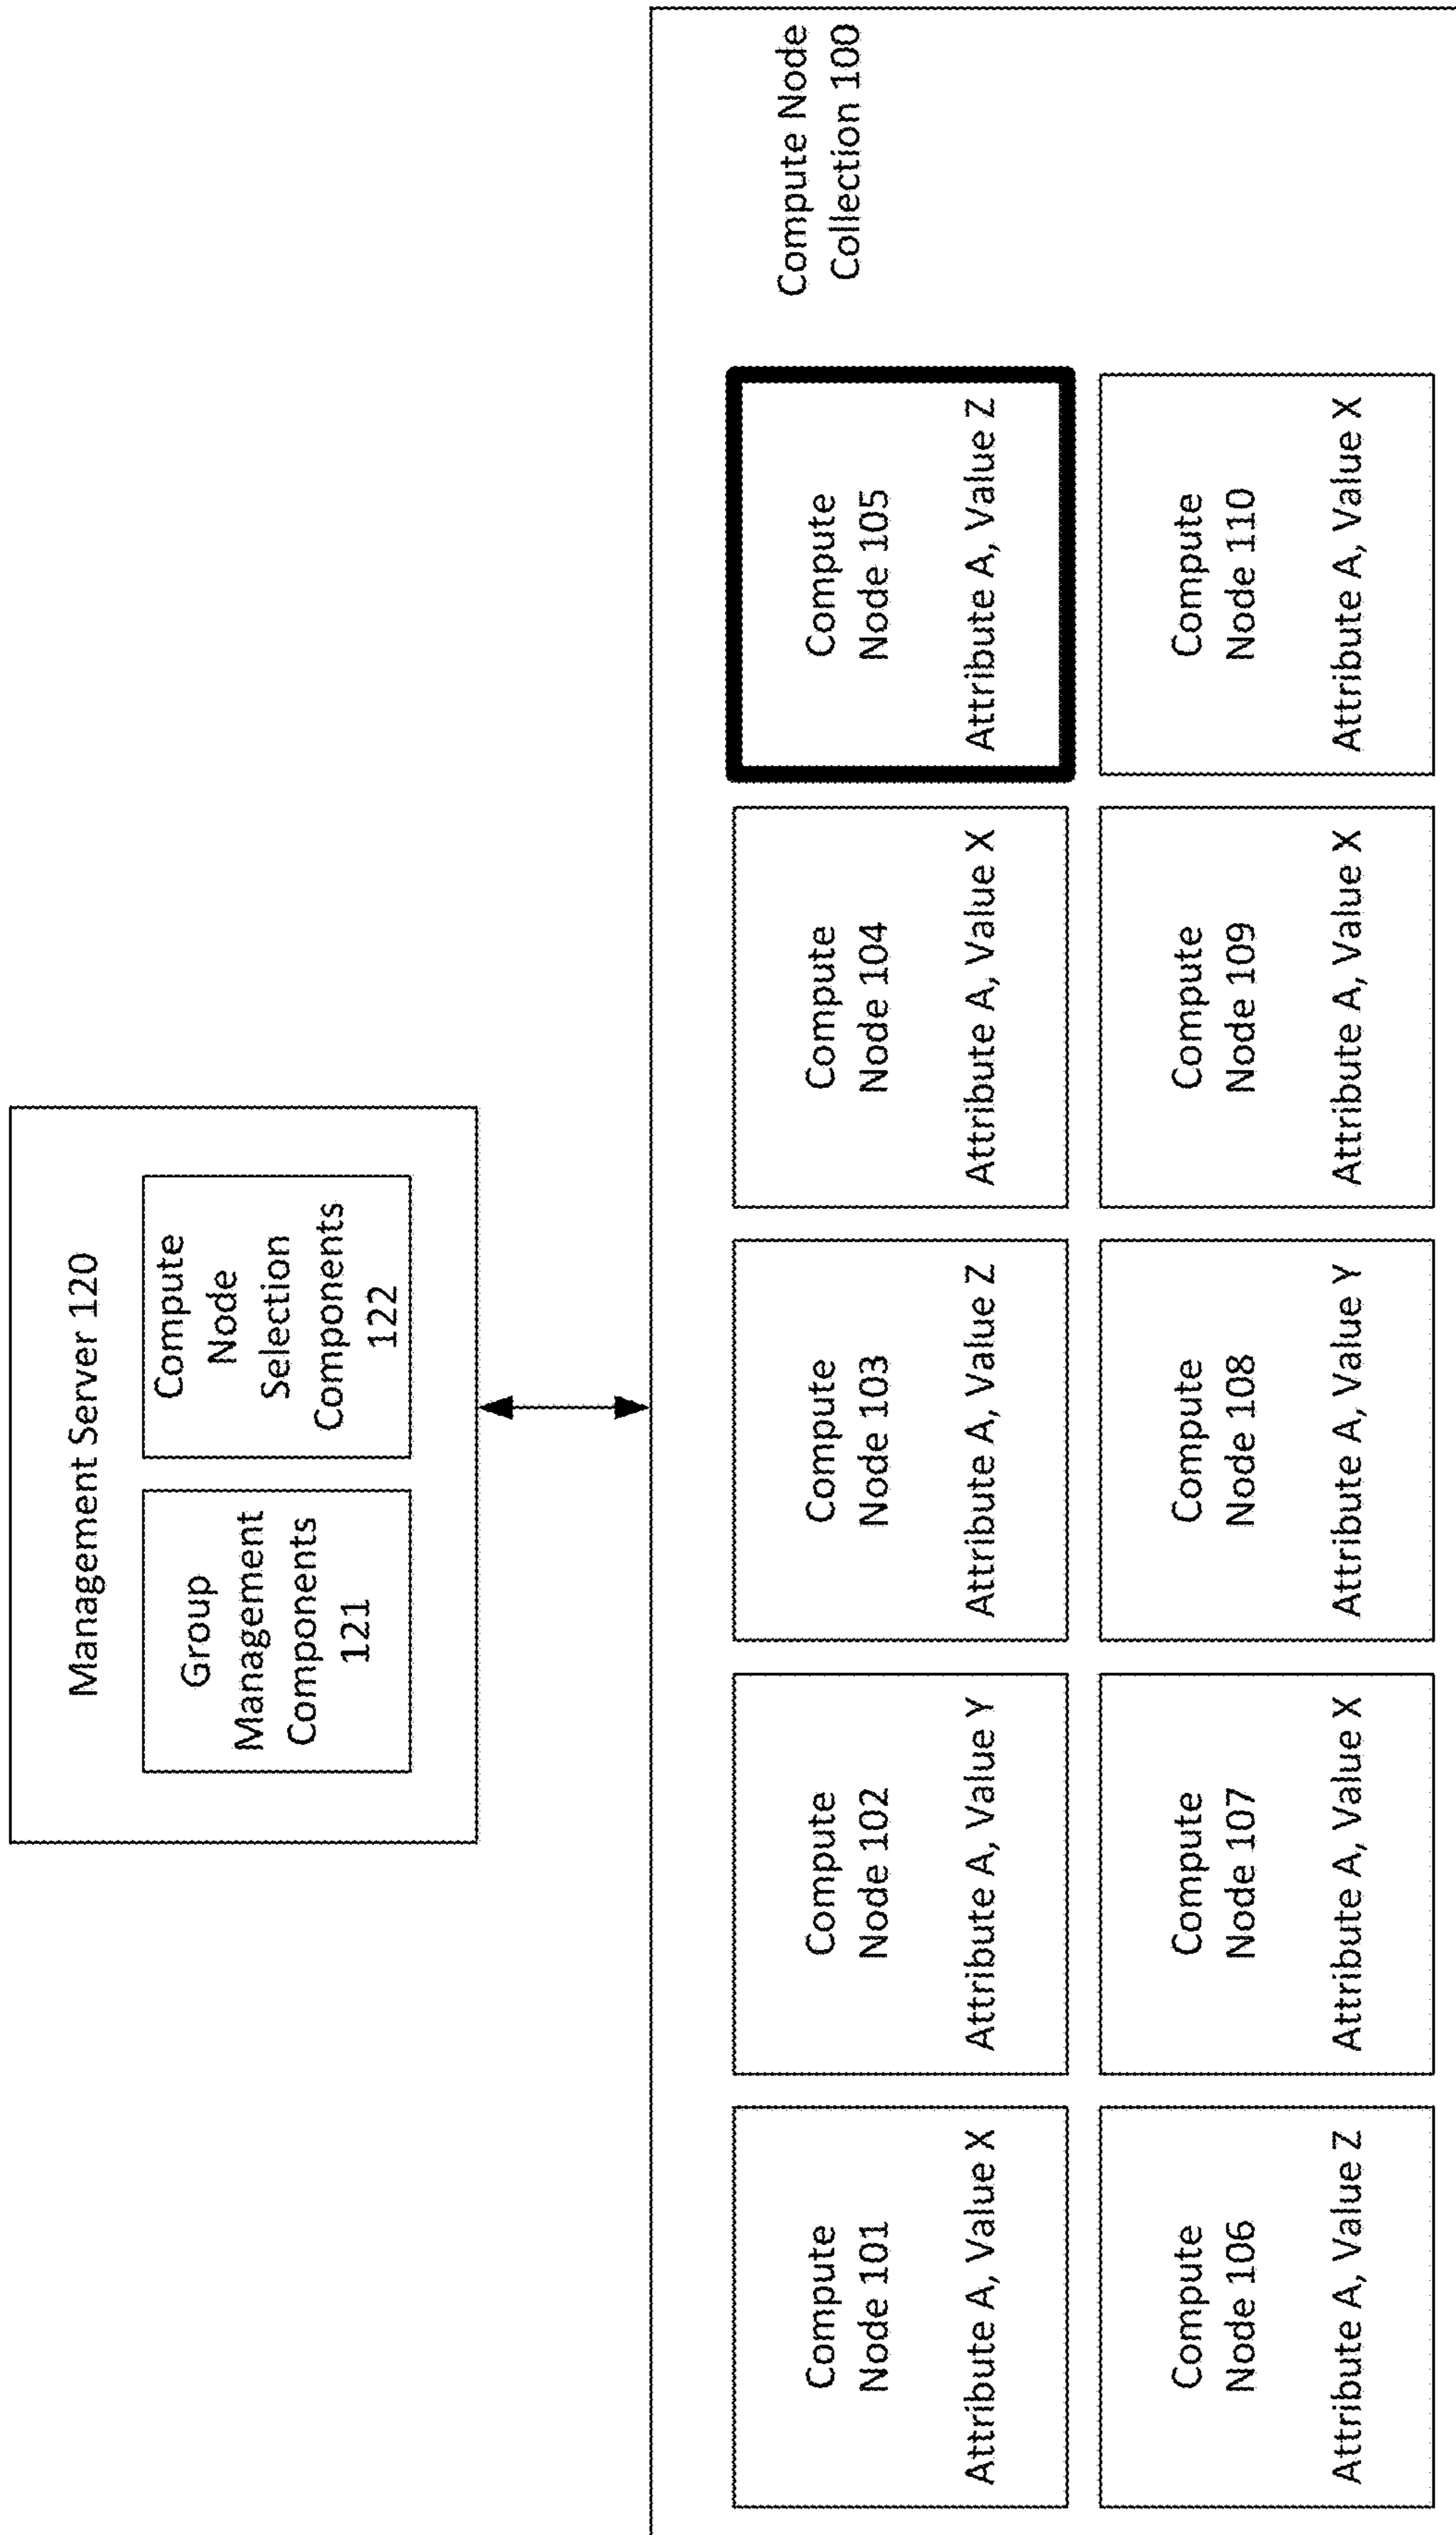 Management Server 120
Group
Management
Components
121
Compute
Node
Selection
Components
122
Compute Node
Collection 100
Compute
Node 101
Attribute A, Value X
Compute
Node 102
Attribute A, Value Y
Compute
Node 103
Attribute A, Value Z
Compute
Node 104
Attribute A, Value X
Compute
Node 105
Attribute A, Value Z
Compute
Node 106
Attribute A, Value Z
Compute
Node 107
Attribute A, Value X
Compute
Node 108
Attribute A, Value Y
Compute
Node 109
Attribute A, Value X
Compute
Node 110
Attribute A, Value X